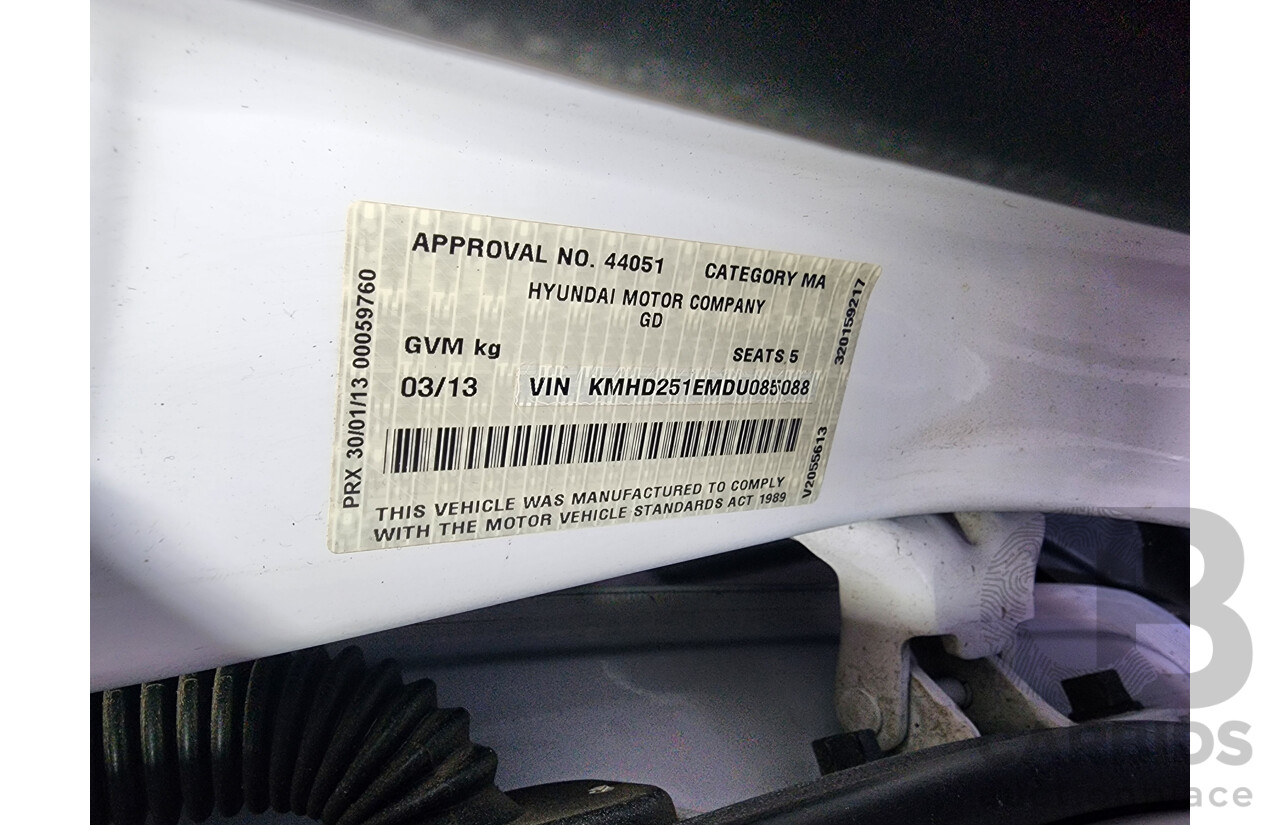 APPROVAL NO. 44051 CATEGORY MA
HYUNDAI MOTOR COMPANY
GD
GVM kg SEATS 5
03/13 VIN KMHD251EMDU085088
THIS VEHICLE WAS MANUFACTURED TO COMPLY
WITH THE MOTOR VEHICLE STANDARDS ACT 1989
PRX 30/01/13 00059760
320159217
V2055613